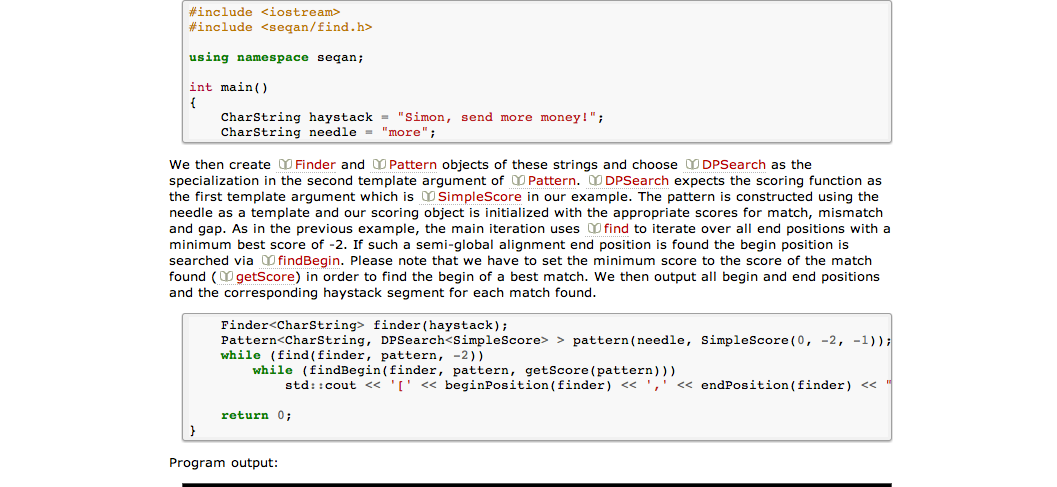 #include <iostream>
#include <seqan/find.h>
using namespace seqan;
int main()
{
    CharString haystack = "Simon, send more money!";
    CharString needle = "more";
We then create Finder and Pattern objects of these strings and choose DPSearch as the
specialization in the second template argument of Pattern. DPSearch expects the scoring function as
the first template argument which is SimpleScore in our example. The pattern is constructed using the
needle as a template and our scoring object is initialized with the appropriate scores for match, mismatch
and gap. As in the previous example, the main iteration uses find to iterate over all end positions with a
minimum best score of -2. If such a semi-global alignment end position is found the begin position is
searched via findBegin. Please note that we have to set the minimum score to the score of the match
found (getScore) in order to find the begin of a best match. We then output all begin and end positions
and the corresponding haystack segment for each match found.
    Finder<CharString> finder(haystack);
    Pattern<CharString, DPSearch<SimpleScore> > pattern(needle, SimpleScore(0, -2, -1));
    while (find(finder, pattern, -2))
        while (findBegin(finder, pattern, getScore(pattern)))
            std::cout << '[' << beginPosition(finder) << ',' << endPosition(finder) << "
    return 0;
}
Program output: